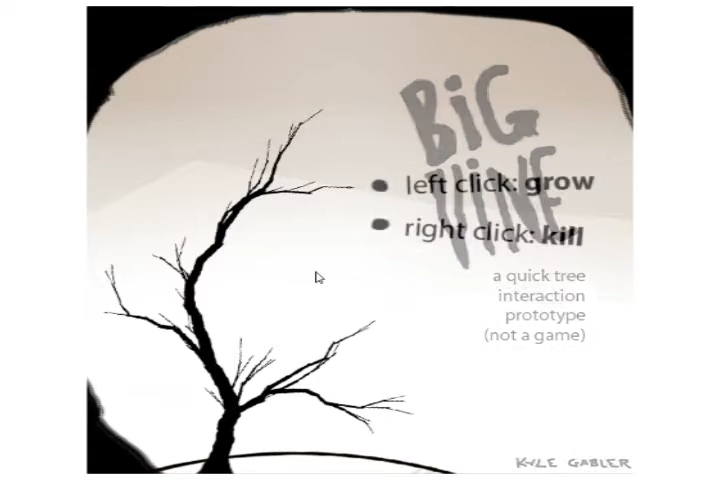 BiG
VINE
• left click: grow
• right click: kill
a quick tree
interaction
prototype
(not a game)
KYLE GABLER